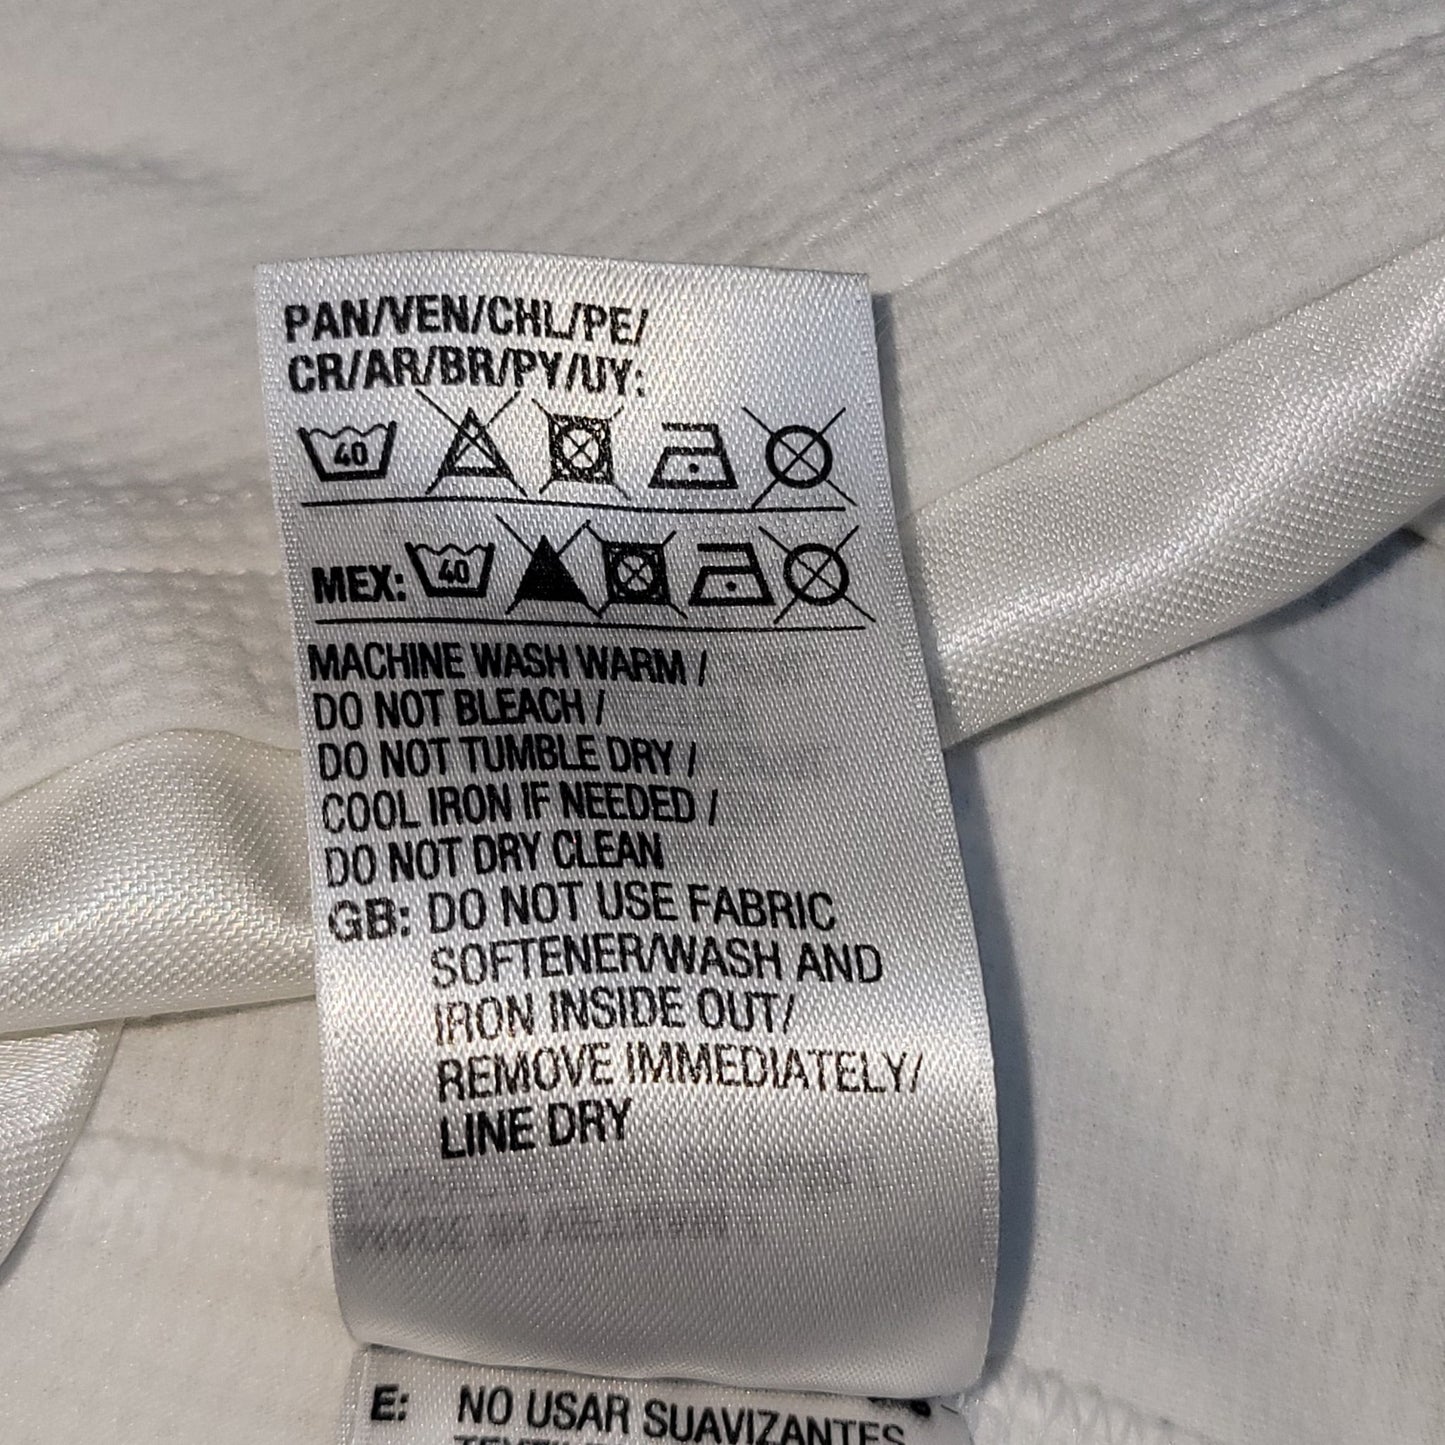 PAN/VEN/CHL/PE/
CR/AR/BR/PY/UY:
40
MEX: 40
MACHINE WASH WARM /
DO NOT BLEACH /
DO NOT TUMBLE DRY /
COOL IRON IF NEEDED /
DO NOT DRY CLEAN
GB: DO NOT USE FABRIC
SOFTENER/WASH AND
IRON INSIDE OUT/
REMOVE IMMEDIATELY/
LINE DRY
E: NO USAR SUAVIZANTES